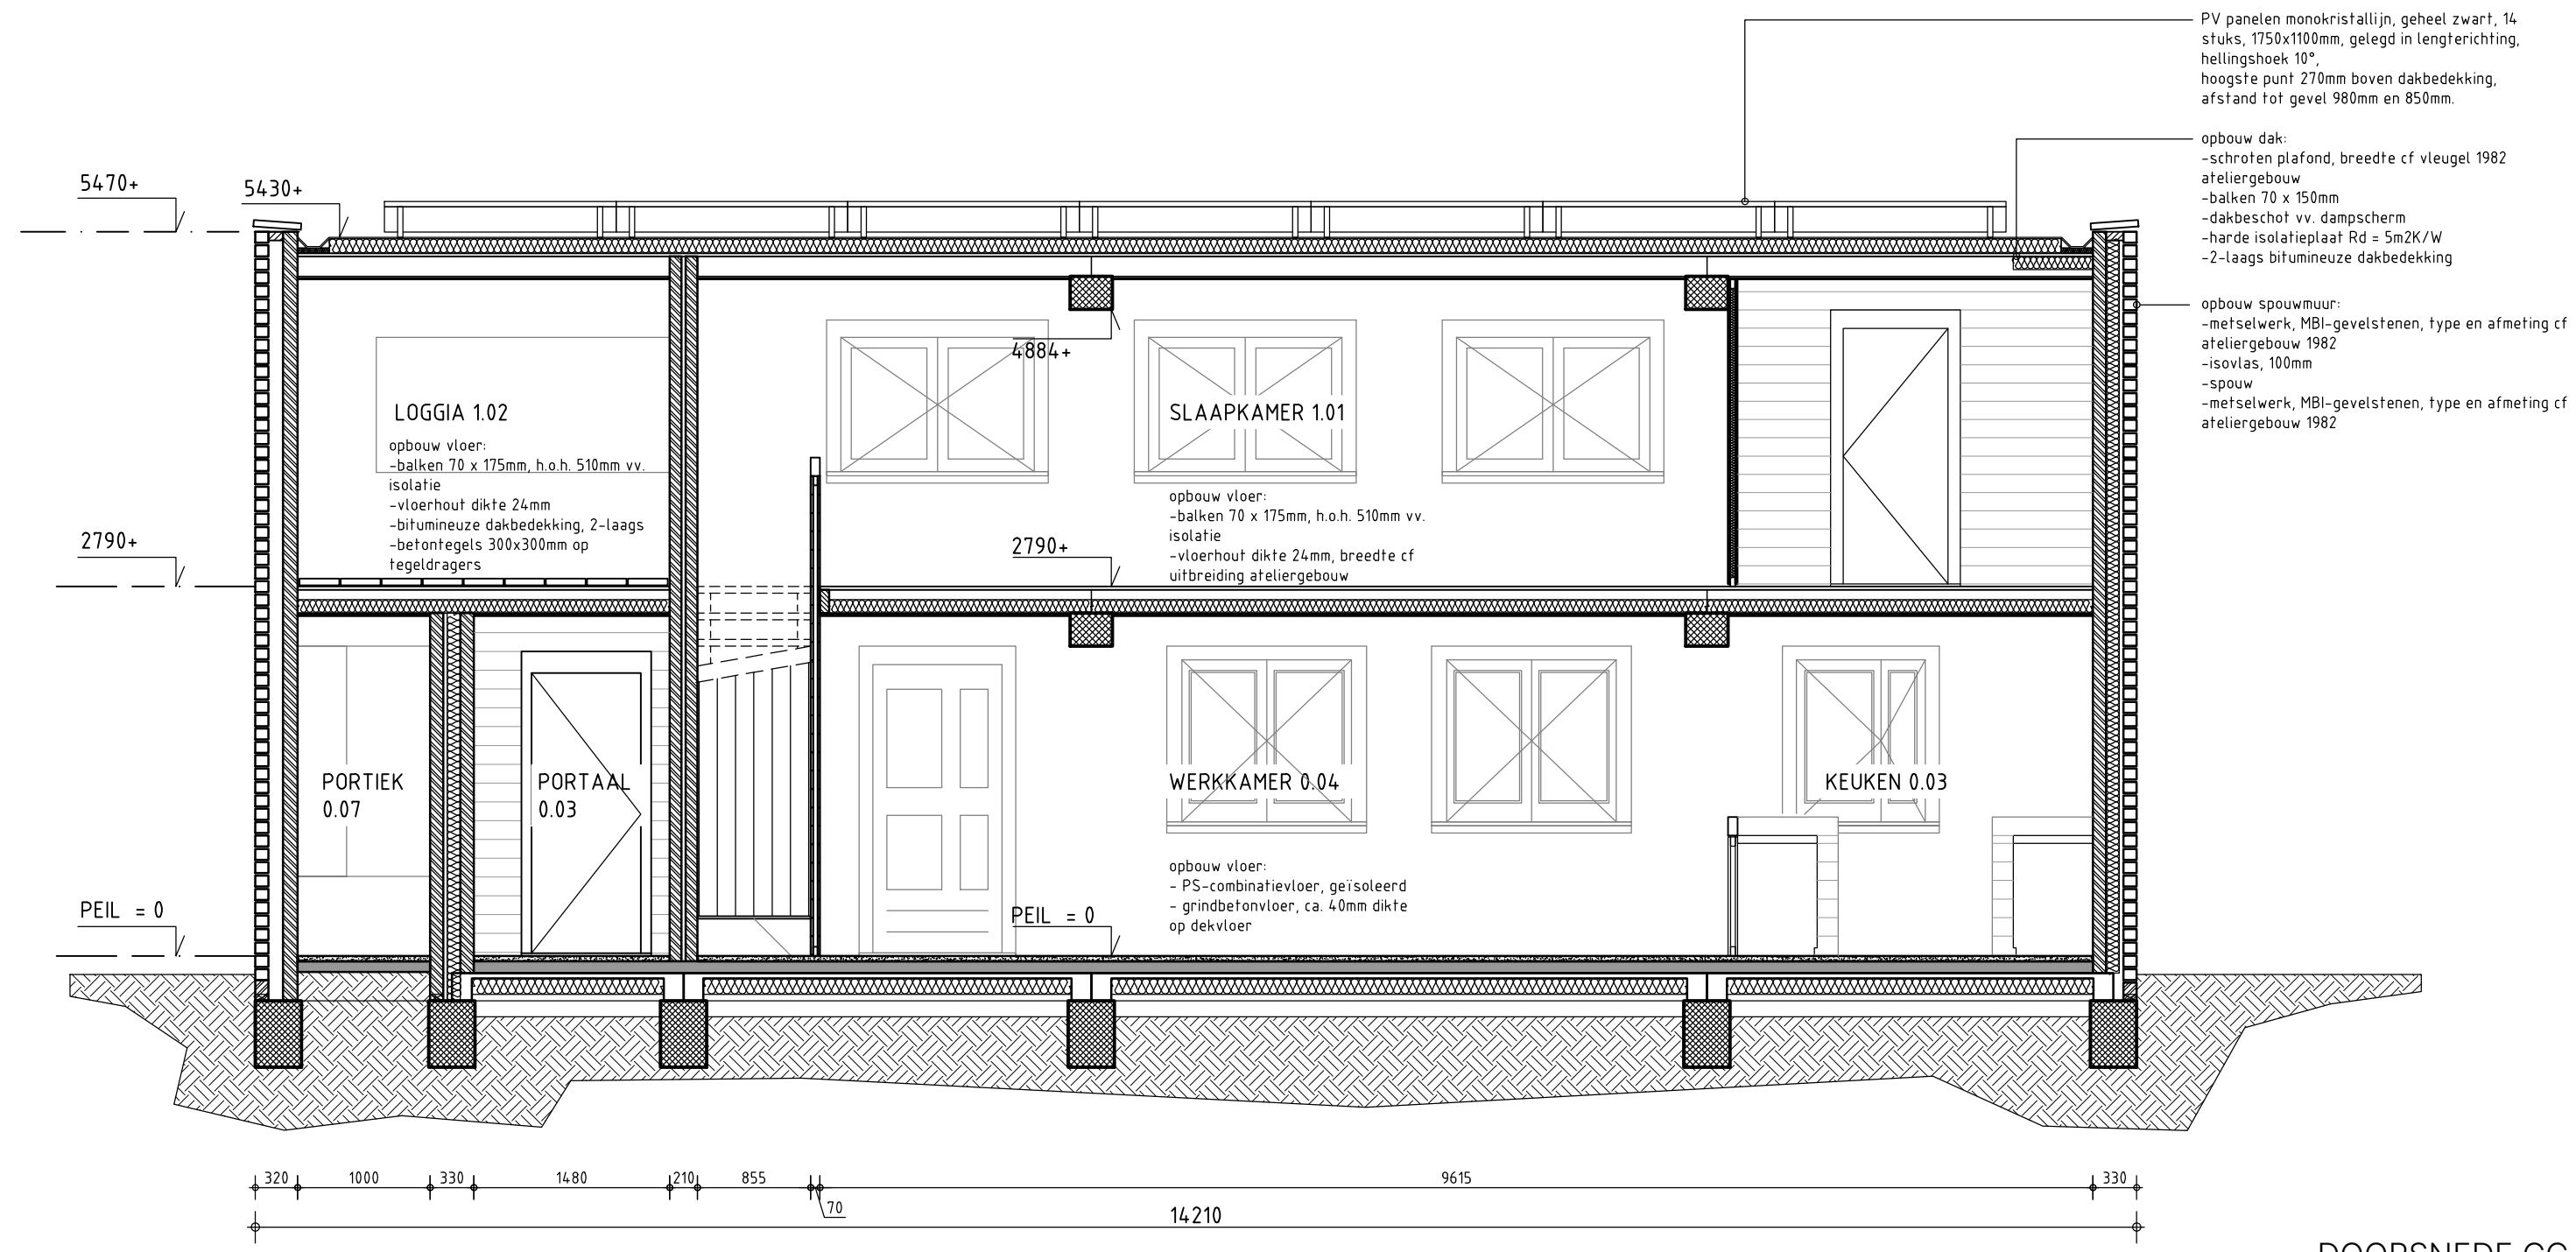 PV panelen monokristallijn, geheel zwart, 14
stuks, 1750x1100mm, gelegd in lengterichting,
hellingshoek 10°,
hoogste punt 270mm boven dakbedekking,
afstand tot gevel 980mm en 850mm.
opbouw dak:
-schroten plafond, breedte cf vleugel 1982
ateliergebouw
-balken 70 x 150mm
-dakbeschot vv. dampscherm
-harde isolatieplaat Rd = 5m2K/W
-2-laags bitumineuze dakbedekking
opbouw spouwmuur:
-metselwerk, MBI-gevelstenen, type en afmeting cf
ateliergebouw 1982
-isovlas, 100mm
-spouw
-metselwerk, MBI-gevelstenen, type en afmeting cf
ateliergebouw 1982
5470+
5430+
4884+
LOGGIA 1.02
opbouw vloer:
-balken 70 x 175mm, h.o.h. 510mm vv.
isolatie
-vloerhout dikte 24mm
-bitumineuze dakbedekking, 2-laags
-betontegels 300x300mm op
tegeldragers
SLAAPKAMER 1.01
opbouw vloer:
-balken 70 x 175mm, h.o.h. 510mm vv.
isolatie
-vloerhout dikte 24mm, breedte cf
uitbreiding ateliergebouw
2790+
2790+
PORTIEK
0.07
PORTAAL
0.03
WERKKAMER 0.04
KEUKEN 0.03
opbouw vloer:
- PS-combinatievloer, geïsoleerd
- grindbetonvloer, ca. 40mm dikte
op dekvloer
PEIL = 0
PEIL = 0
320 1000 330 1480 210 855 9615 330
70
14210